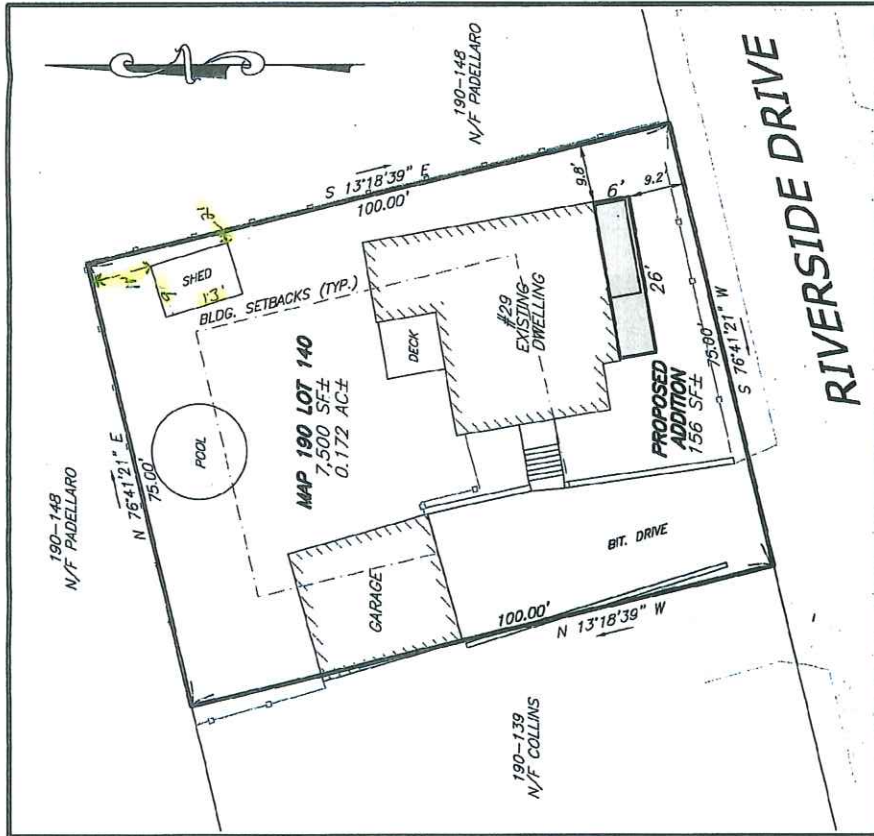 190-148
N/F PADELLARO
190-148
N/F PADELLARO
N 76°41'21" E
75.00'
S 13°18'39" E
100.00'
SHED
13'
BLDG. SETBACKS (TYP.)
POOL
MAP 190 LOT 140
7,500 SF±
0.172 AC±
DECK
#29
EXISTING
DWELLING
9.8'
6'
9.2'
26'
PROPOSED
ADDITION
156 SF±
75.00'
S 76°41'21" W
GARAGE
BIT. DRIVE
100.00'
N 13°18'39" W
190-139
N/F COLLINS
RIVERSIDE DRIVE